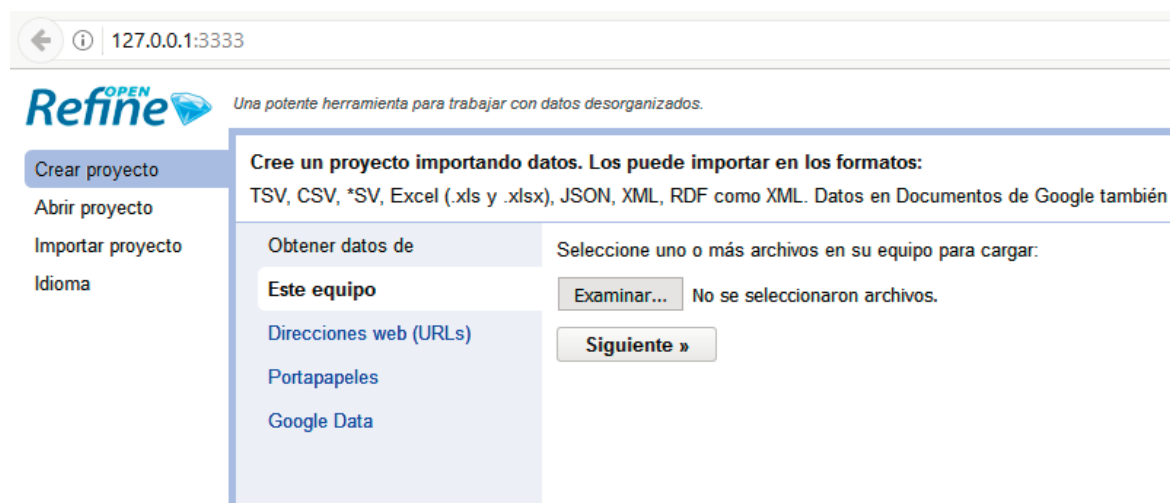 127.0.0.1:3333
OPEN
Refine
Una potente herramienta para trabajar con datos desorganizados.
Crear proyecto
Abrir proyecto
Importar proyecto
Idioma
Cree un proyecto importando datos. Los puede importar en los formatos:
TSV, CSV, *SV, Excel (.xls y .xlsx), JSON, XML, RDF como XML. Datos en Documentos de Google también
Obtener datos de
Este equipo
Direcciones web (URLs)
Portapapeles
Google Data
Seleccione uno o más archivos en su equipo para cargar:
Examinar... No se seleccionaron archivos.
Siguiente »